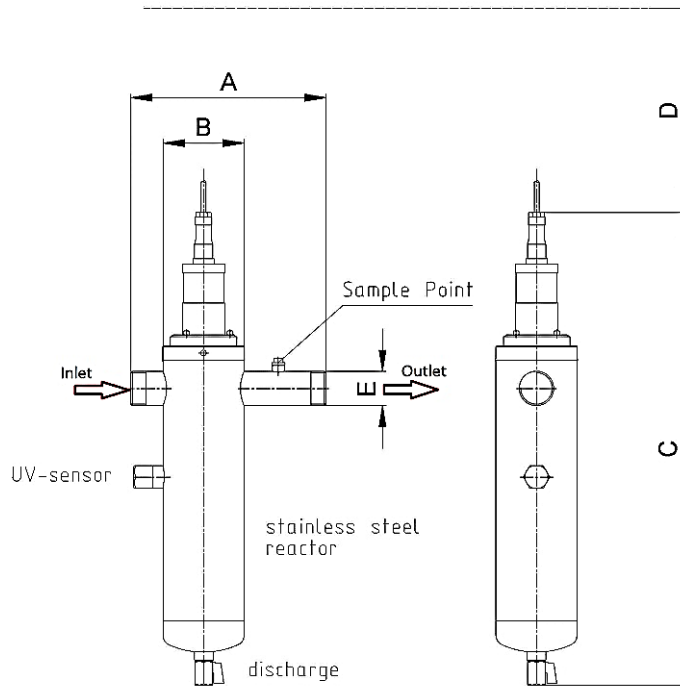 A
B
D
Sample Point
Inlet
E
Outlet
UV-sensor
C
stainless steel
reactor
discharge